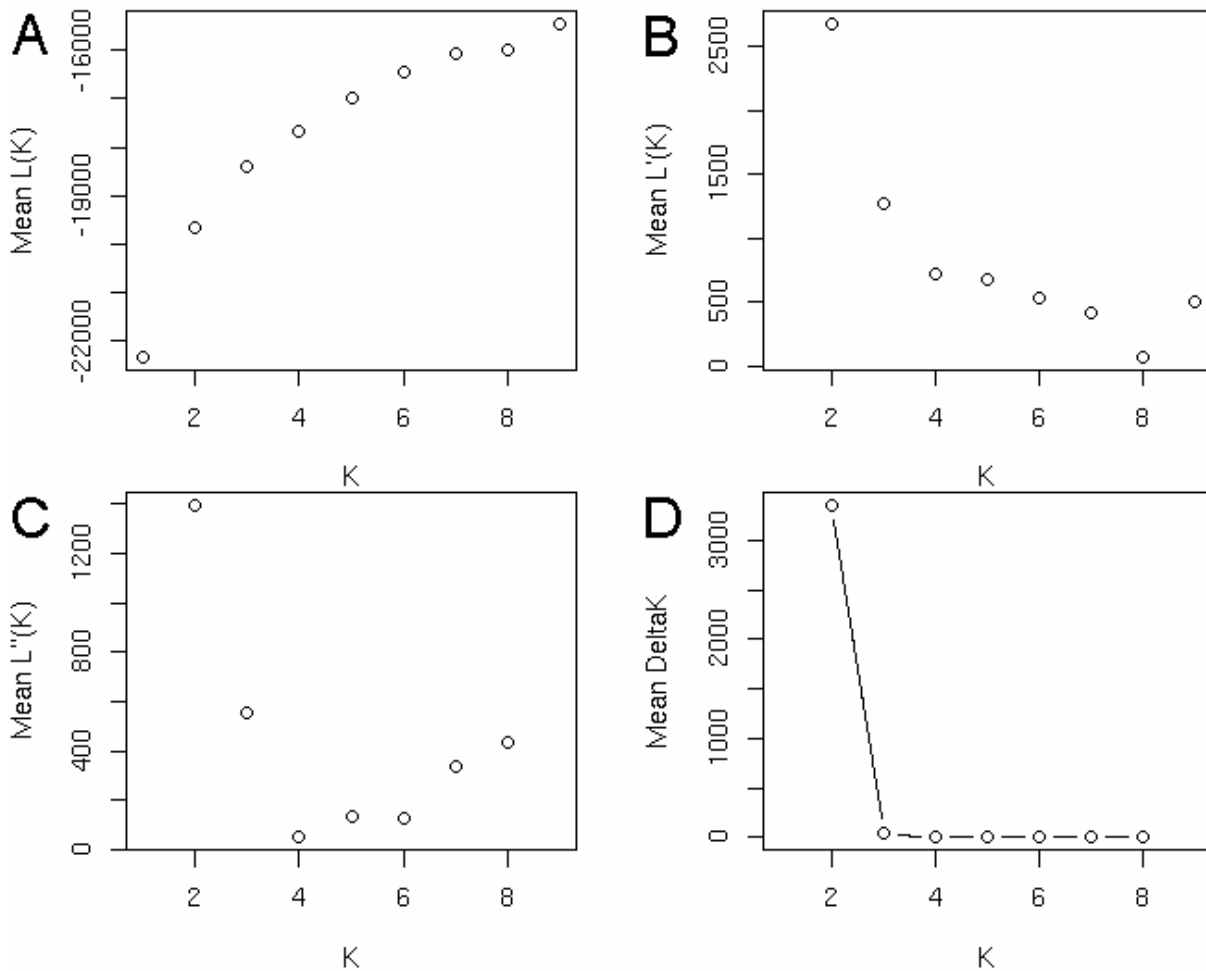 A
Mean L(K)
-16000
-19000
-22000
2 4 6 8
K
B
Mean L'(K)
2500
1500
500
0
2 4 6 8
K
C
Mean L''(K)
1200
800
400
0
2 4 6 8
K
D
Mean DeltaK
3000
2000
1000
0
2 4 6 8
K